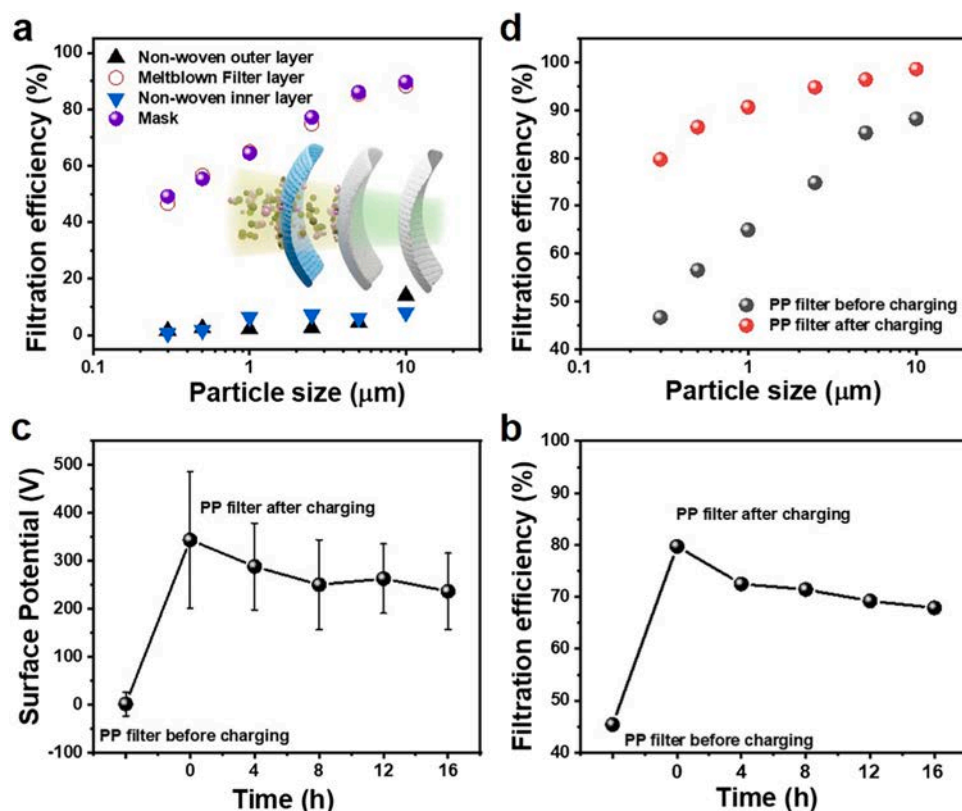 a
Filtration efficiency (%)
100
80
60
40
20
0
Non-woven outer layer
Meltblown Filter layer
Non-woven inner layer
Mask
0.1
1
10
Particle size (μm)
d
Filtration efficiency (%)
100
90
80
70
60
50
40
PP filter before charging
PP filter after charging
0.1
1
10
Particle size (μm)
c
Surface Potential (V)
500
400
300
200
100
0
-100
PP filter after charging
PP filter before charging
0
4
8
12
16
Time (h)
b
Filtration efficiency (%)
100
90
80
70
60
50
40
PP filter after charging
PP filter before charging
0
4
8
12
16
Time (h)